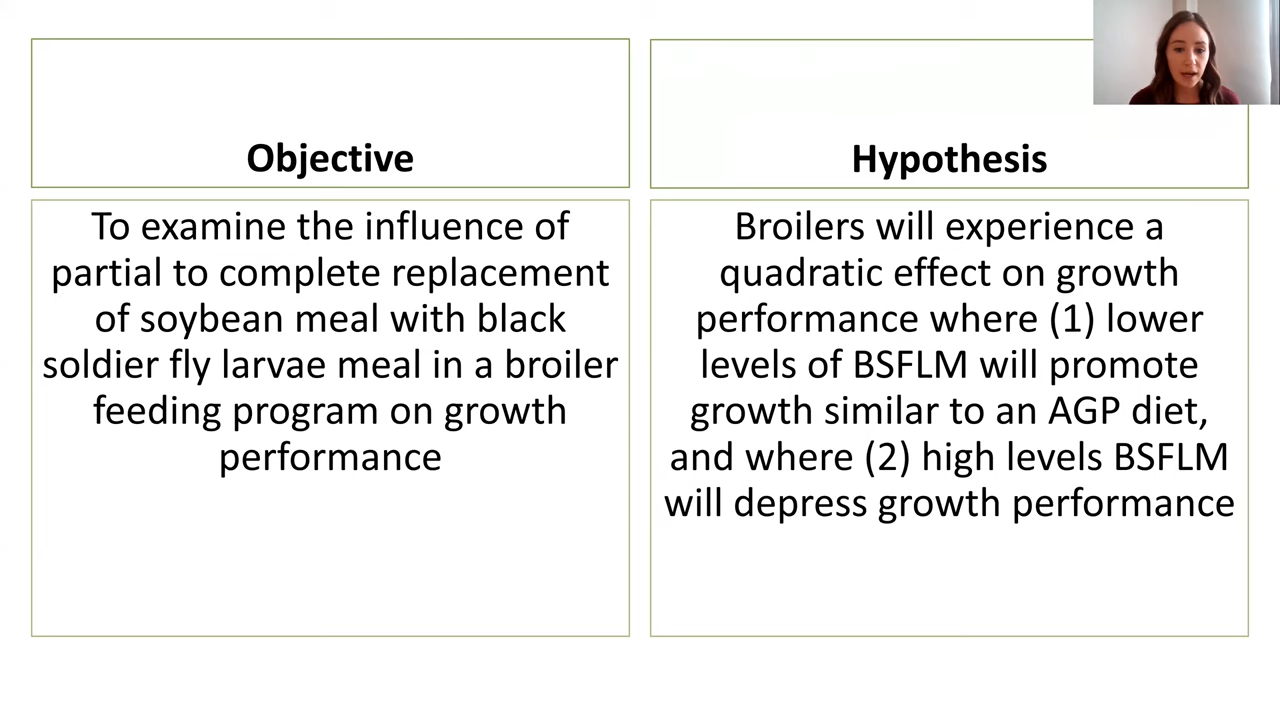 Objective
To examine the influence of
partial to complete replacement
of soybean meal with black
soldier fly larvae meal in a broiler
feeding program on growth
performance
Hypothesis
Broilers will experience a
quadratic effect on growth
performance where (1) lower
levels of BSFLM will promote
growth similar to an AGP diet,
and where (2) high levels BSFLM
will depress growth performance